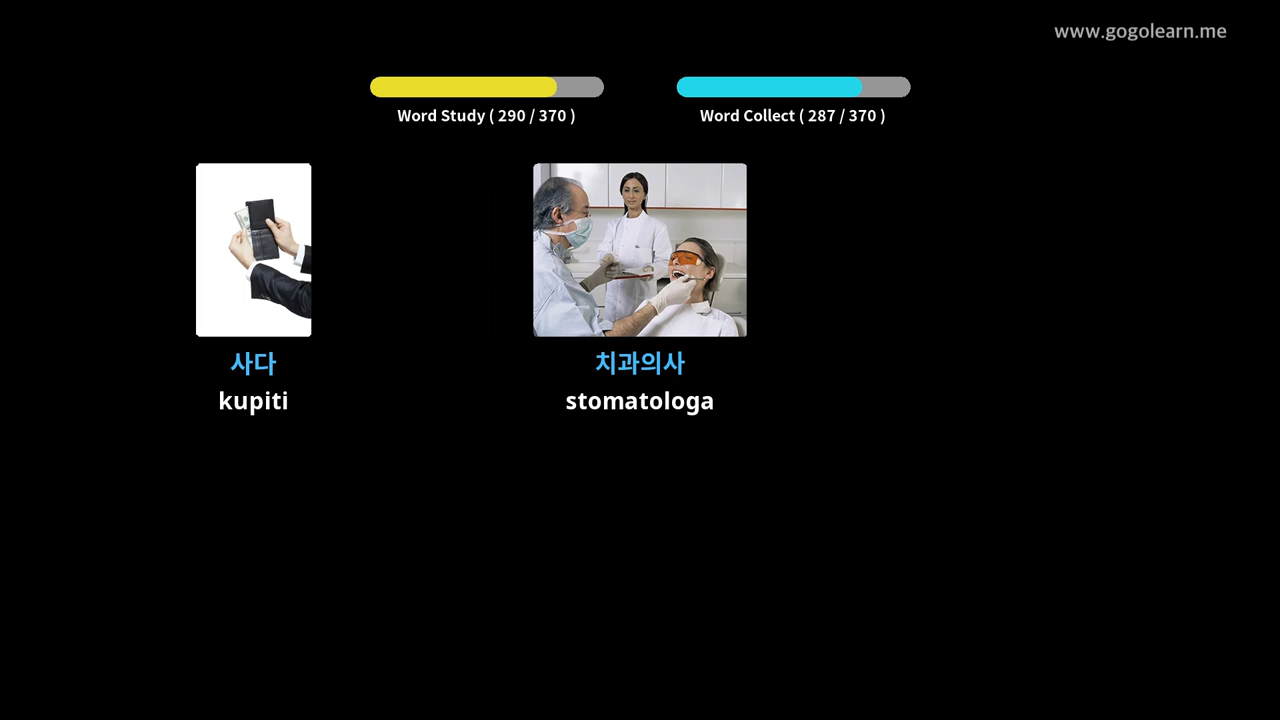 www.gogolearn.me
Word Study ( 290 / 370 )
Word Collect ( 287 / 370 )
사다
kupiti
치과의사
stomatologa